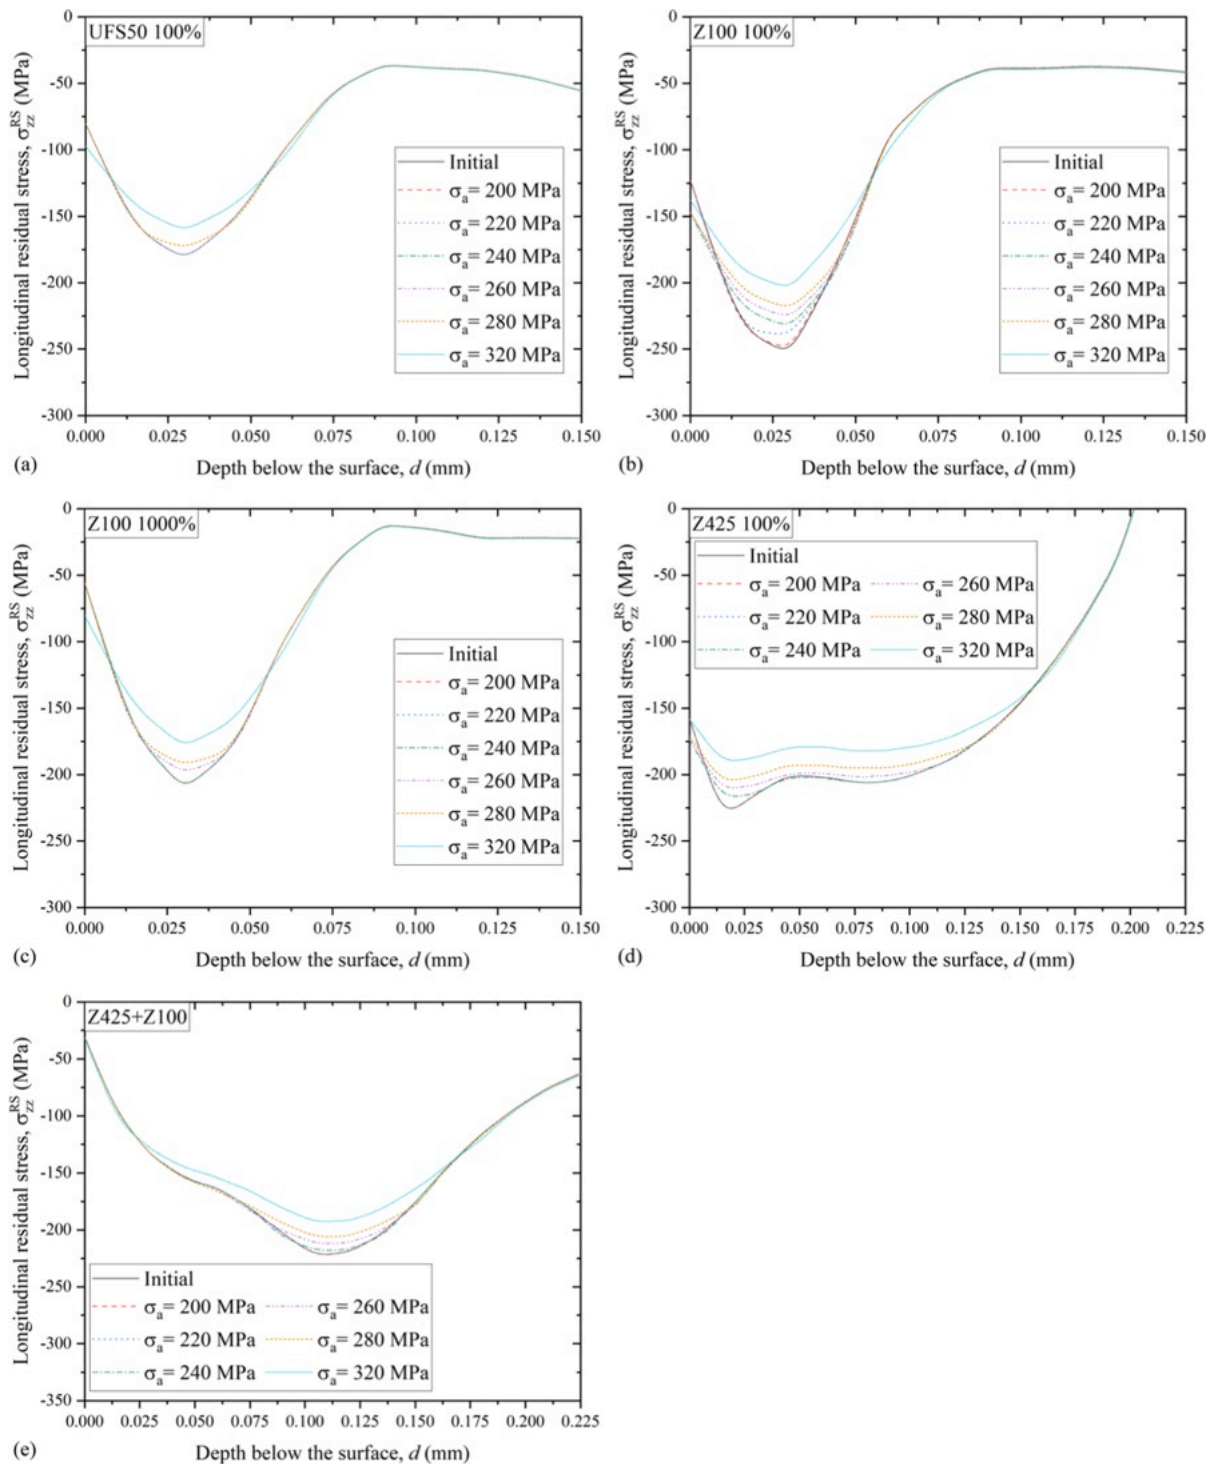 UFS50 100%
Longitudinal residual stress, σ_zz^RS (MPa)
0
-50
-100
-150
-200
-250
-300
Initial
σa= 200 MPa
σa= 220 MPa
σa= 240 MPa
σa= 260 MPa
σa= 280 MPa
σa= 320 MPa
0.000 0.025 0.050 0.075 0.100 0.125 0.150
(a) Depth below the surface, d (mm)
Z100 100%
Longitudinal residual stress, σ_zz^RS (MPa)
0
-50
-100
-150
-200
-250
-300
Initial
σa= 200 MPa
σa= 220 MPa
σa= 240 MPa
σa= 260 MPa
σa= 280 MPa
σa= 320 MPa
0.000 0.025 0.050 0.075 0.100 0.125 0.150
(b) Depth below the surface, d (mm)
Z100 1000%
Longitudinal residual stress, σ_zz^RS (MPa)
0
-50
-100
-150
-200
-250
-300
Initial
σa= 200 MPa
σa= 220 MPa
σa= 240 MPa
σa= 260 MPa
σa= 280 MPa
σa= 320 MPa
0.000 0.025 0.050 0.075 0.100 0.125 0.150
(c) Depth below the surface, d (mm)
Z425 100%
Longitudinal residual stress, σ_zz^RS (MPa)
0
-50
-100
-150
-200
-250
-300
Initial
σa= 200 MPa σa= 260 MPa
σa= 220 MPa σa= 280 MPa
σa= 240 MPa σa= 320 MPa
0.000 0.025 0.050 0.075 0.100 0.125 0.150 0.175 0.200 0.225
(d) Depth below the surface, d (mm)
Z425+Z100
Longitudinal residual stress, σ_zz^RS (MPa)
0
-50
-100
-150
-200
-250
-300
-350
Initial
σa= 200 MPa σa= 260 MPa
σa= 220 MPa σa= 280 MPa
σa= 240 MPa σa= 320 MPa
0.000 0.025 0.050 0.075 0.100 0.125 0.150 0.175 0.200 0.225
(e) Depth below the surface, d (mm)